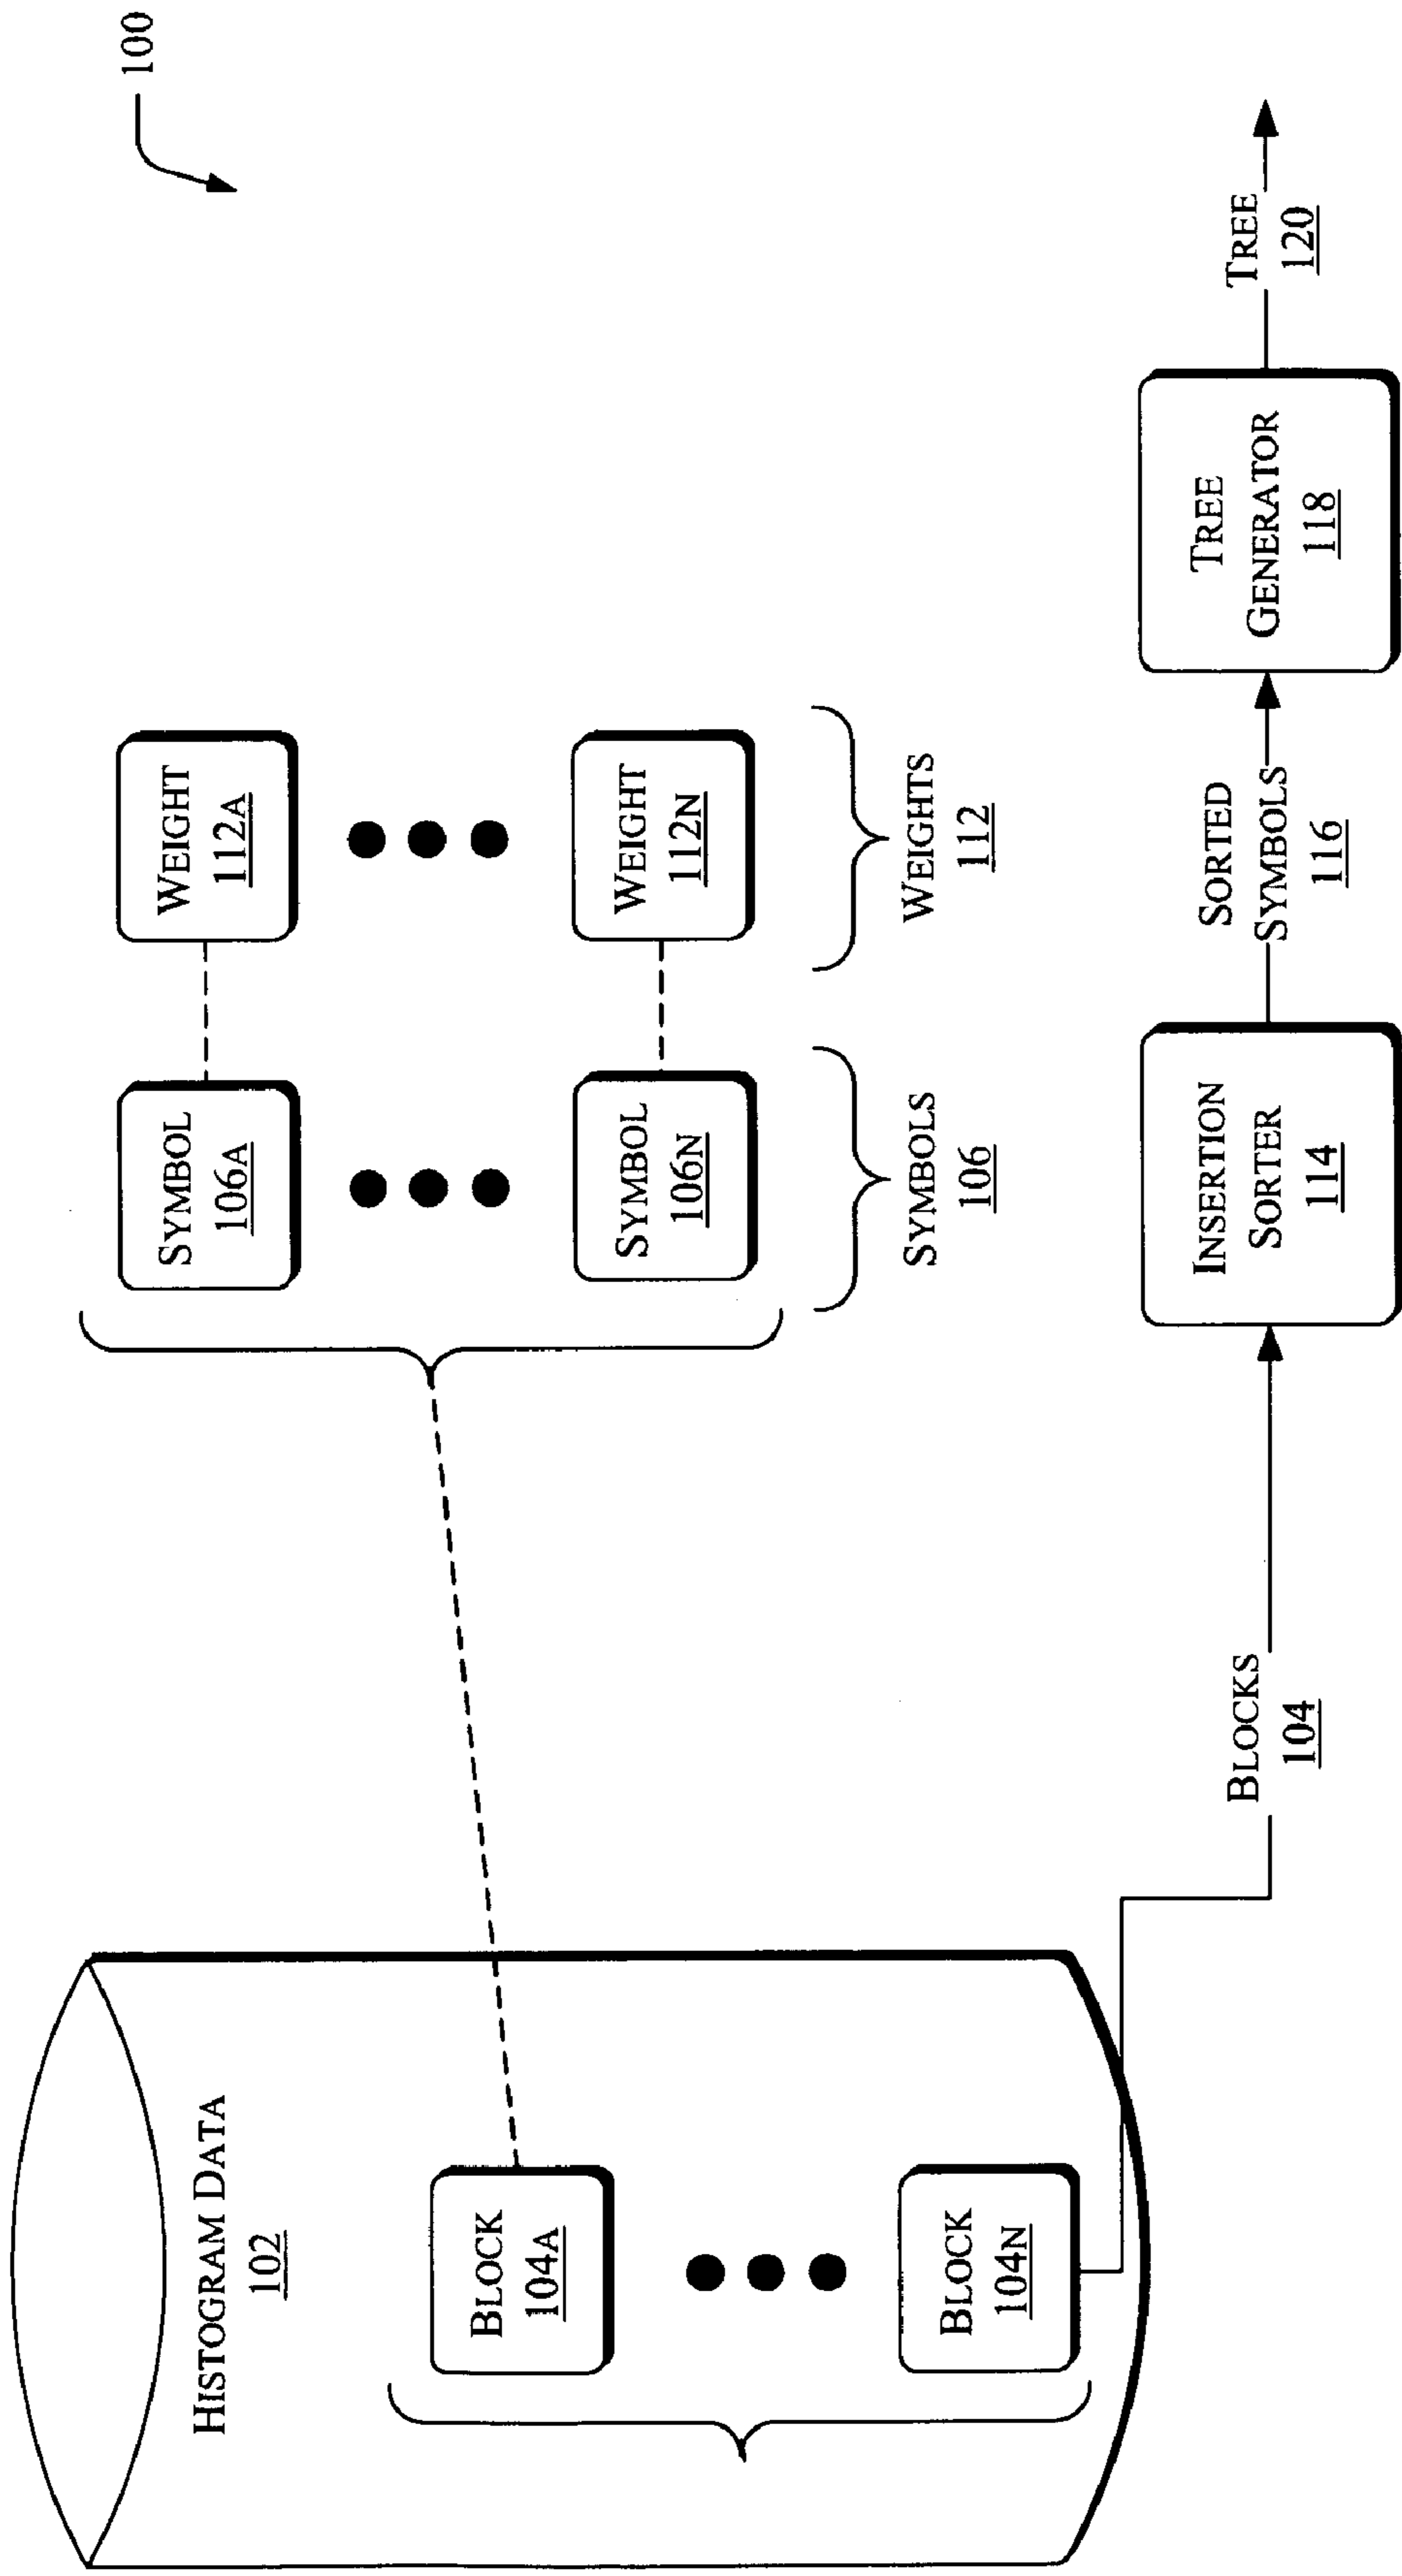 100
HISTOGRAM DATA
102
BLOCK
104A
BLOCK
104N
SYMBOL
106A
WEIGHT
112A
SYMBOL
106N
WEIGHT
112N
SYMBOLS
106
WEIGHTS
112
BLOCKS
104
INSERTION
SORTER
114
SORTED
SYMBOLS
116
TREE
GENERATOR
118
TREE
120